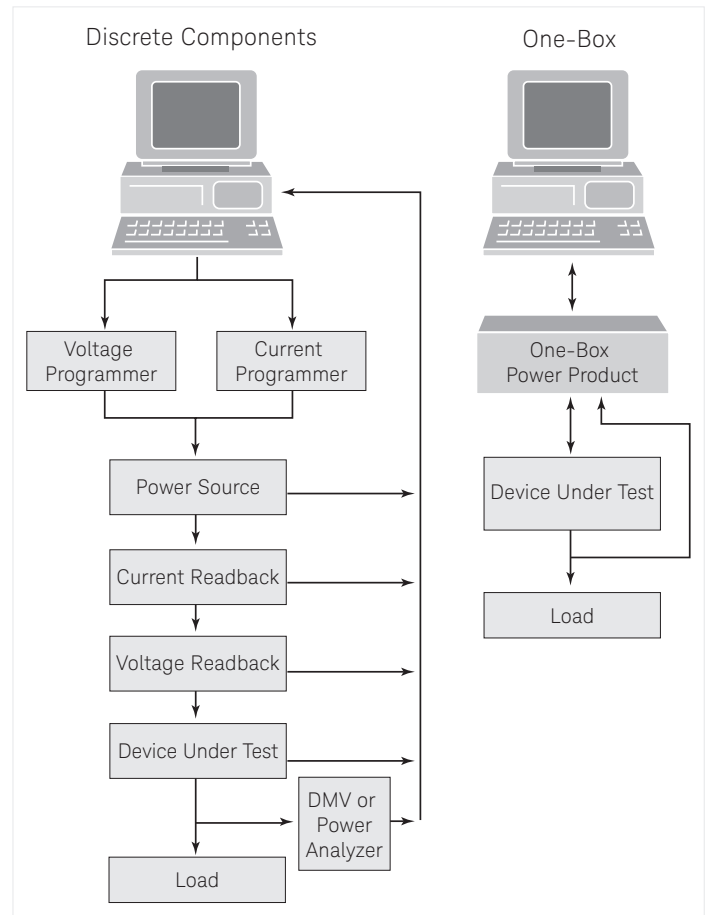 Discrete Components
One-Box
Voltage
Programmer
Current
Programmer
Power Source
Current Readback
Voltage Readback
Device Under Test
DMV or
Power
Analyzer
Load
One-Box
Power Product
Device Under Test
Load